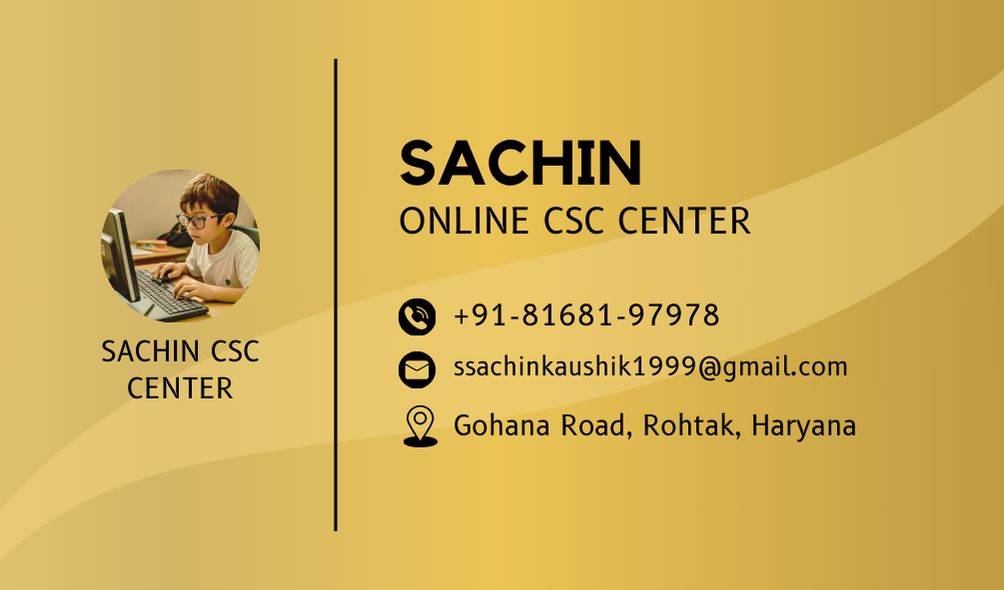 SACHIN CSC
CENTER
SACHIN
ONLINE CSC CENTER
+91-81681-97978
ssachinkaushik1999@gmail.com
Gohana Road, Rohtak, Haryana